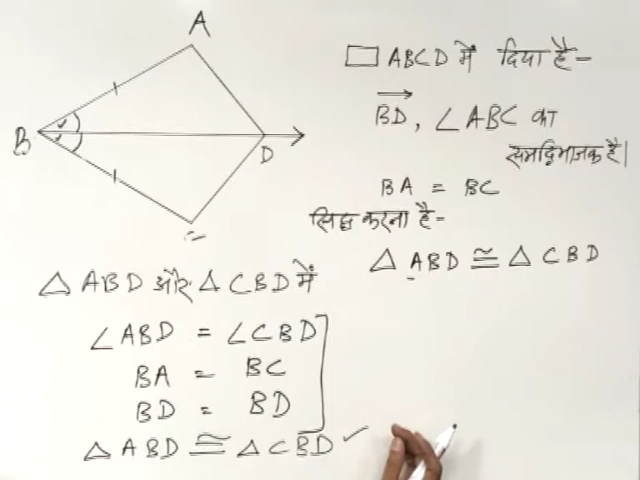 A
B
D
C
□ ABCD में दिया है-
BD, ∠ABC का
समद्विभाजक है।
BA = BC
सिद्ध करना है-
△ ABD ≅ △ CBD
△ ABD और △ CBD में
∠ABD = ∠CBD
BA = BC
BD = BD
△ ABD ≅ △ CBD ✓